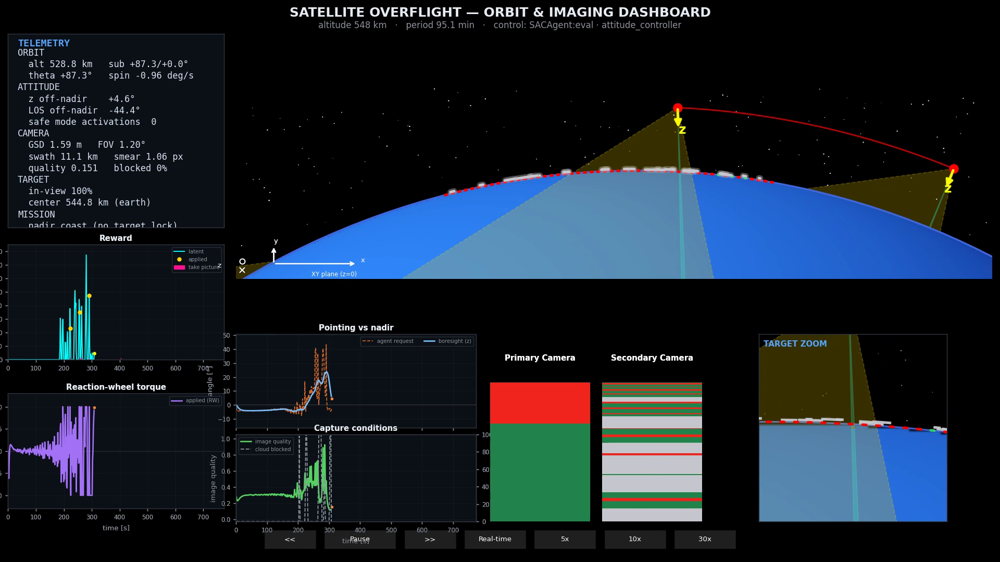 SATELLITE OVERFLIGHT — ORBIT & IMAGING DASHBOARD
altitude 548 km · period 95.1 min · control: SACAgent:eval · attitude_controller
TELEMETRY
ORBIT
alt 528.8 km sub +87.3/+0.0°
theta +87.3° spin -0.96 deg/s
ATTITUDE
z off-nadir +4.6°
LOS off-nadir -44.4°
safe mode activations 0
CAMERA
GSD 1.59 m FOV 1.20°
swath 11.1 km smear 1.06 px
quality 0.151 blocked 0%
TARGET
in-view 100%
center 544.8 km (earth)
MISSION
nadir coast (no target lock)
z
z
y
x
z
XY plane (z=0)
Reward
latent
applied
take picture
0 100 200 300 400 500 600 700
Reaction-wheel torque
applied (RW)
0 100 200 300 400 500 600 700
time [s]
Pointing vs nadir
agent request boresight (z)
50
40
30
20
10
0
−10
angle [°]
Capture conditions
image quality
cloud blocked
1.0
0.8
0.6
0.4
0.2
0.0
image quality
80
60
40
20
0
0 100 200 300 400 500 600 700
time [s]
Primary Camera
Secondary Camera
TARGET ZOOM
<< Pause >> Real-time 5x 10x 30x